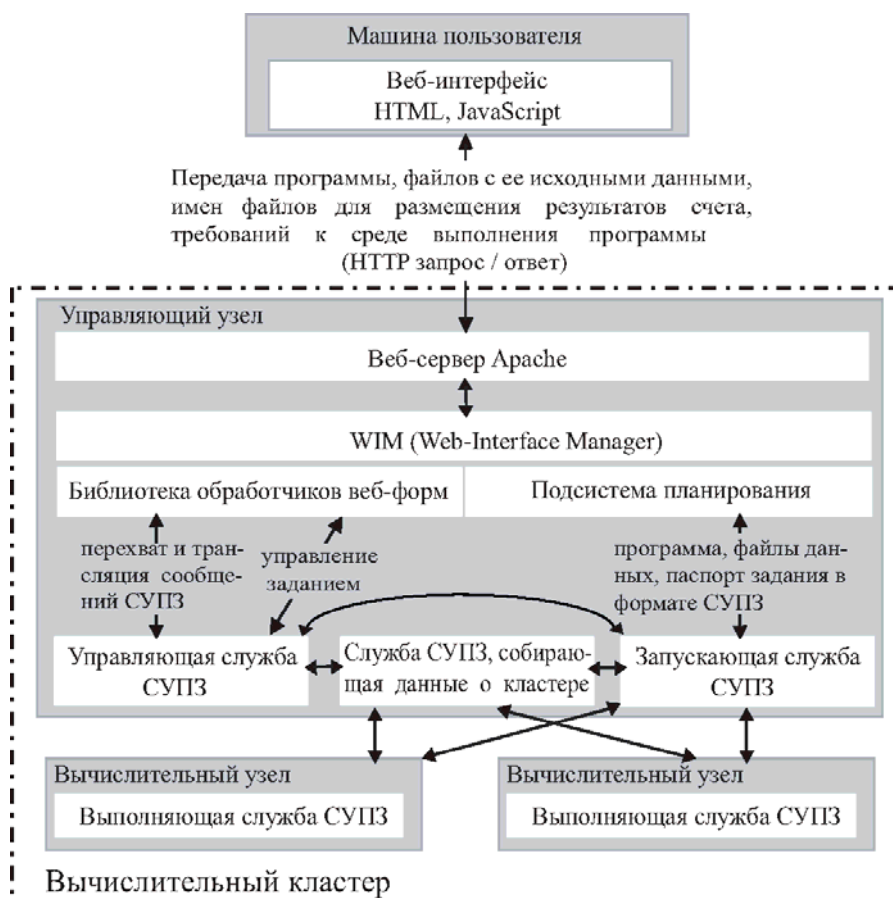 Машина пользователя
Веб-интерфейс
HTML, JavaScript
Передача программы, файлов с ее исходными данными,
имен файлов для размещения результатов счета,
требований к среде выполнения программы
(HTTP запрос / ответ)
Управляющий узел
Веб-сервер Apache
WIM (Web-Interface Manager)
Библиотека обработчиков веб-форм
Подсистема планирования
перехват и тран-
сляция сообще-
ний СУПЗ
управление
заданием
программа, файлы дан-
ных, паспорт задания в
формате СУПЗ
Управляющая служба
СУПЗ
Служба СУПЗ, собираю-
щая данные о кластере
Запускающая служба
СУПЗ
Вычислительный узел
Выполняющая служба СУПЗ
Вычислительный узел
Выполняющая служба СУПЗ
Вычислительный кластер